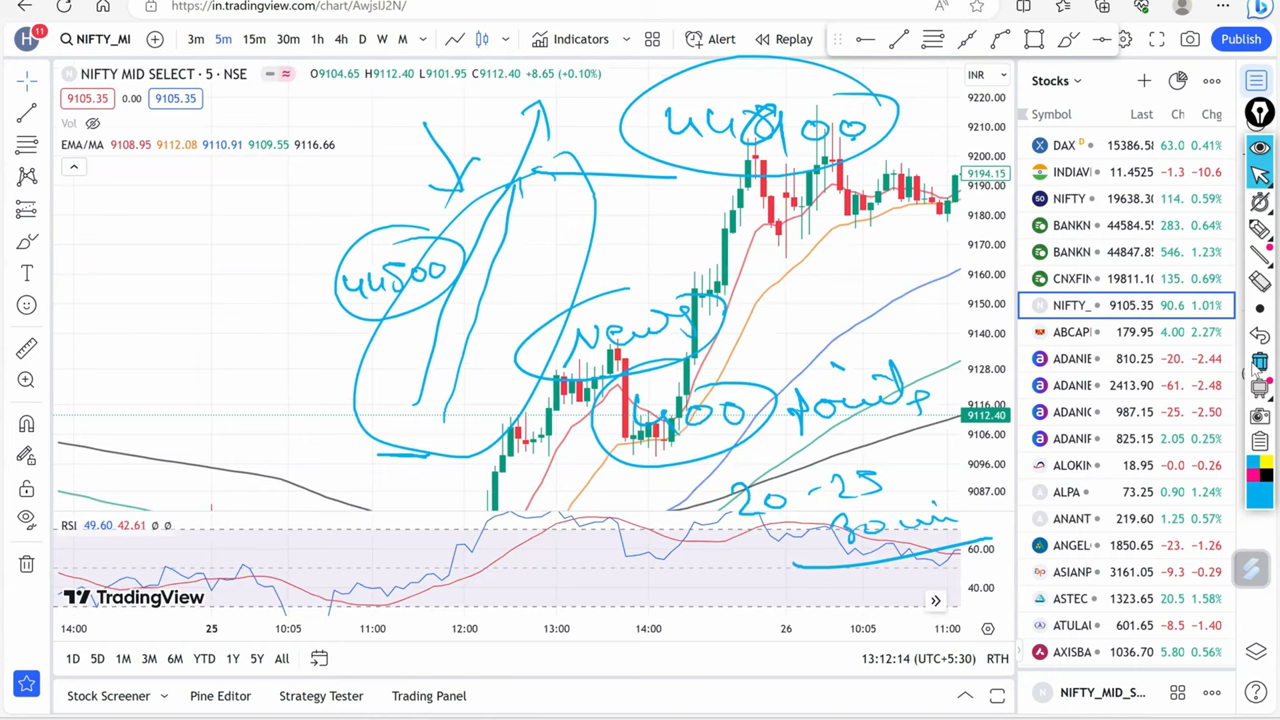 https://in.tradingview.com/chart/AwjsIJ2N/
H 11 NIFTY_MI 3m 5m 15m 30m 1h 4h D W M Indicators Alert Replay Publish
NIFTY MID SELECT · 5 · NSE O9104.65 H9112.40 L9101.95 C9112.40 +8.65 (+0.10%)
9105.35 0.00 9105.35
Vol
EMA/MA 9108.95 9112.08 9110.91 9109.55 9116.66
INR
9220.00
9210.00
9200.00
9194.15
9190.00
9180.00
9170.00
9160.00
9150.00
9140.00
9128.00
9116.00
9112.40
9106.00
9096.00
9087.00
44500
News
400 points
20-25
RSI 49.60 42.61 ø ø
60.00
40.00
TradingView
14:00 25 10:05 11:00 12:00 13:00 14:00 26 10:05 11:00
1D 5D 1M 3M 6M YTD 1Y 5Y All 13:12:14 (UTC+5:30) RTH
Stock Screener Pine Editor Strategy Tester Trading Panel
Stocks
Symbol Last Ch Chg
DAX D 15386.58 63.0 0.41%
INDIAVI 11.4525 -1.3 -10.6
50 NIFTY 19638.30 114. 0.59%
BANKN 44584.55 283. 0.64%
BANKN 44847.85 546. 1.23%
CNXFIN 19811.10 135. 0.69%
N NIFTY_ 9105.35 90.6 1.01%
ABCAPI 179.95 4.00 2.27%
ADANIE 810.25 -20. -2.44
ADANIE 2413.90 -61. -2.48
ADANIC 987.15 -25. -2.50
ADANIF 825.15 2.05 0.25%
ALOKIN 18.95 -0.0 -0.26
ALPA 73.25 0.90 1.24%
ANANT 219.60 1.25 0.57%
ANGEL 1850.65 -23. -1.26
ASIANP 3161.05 -9.3 -0.29
ASTEC 1323.65 20.5 1.58%
ATULAI 601.65 -8.5 -1.40
AXISBA 1036.70 5.80 0.56%
N NIFTY_MID_S...